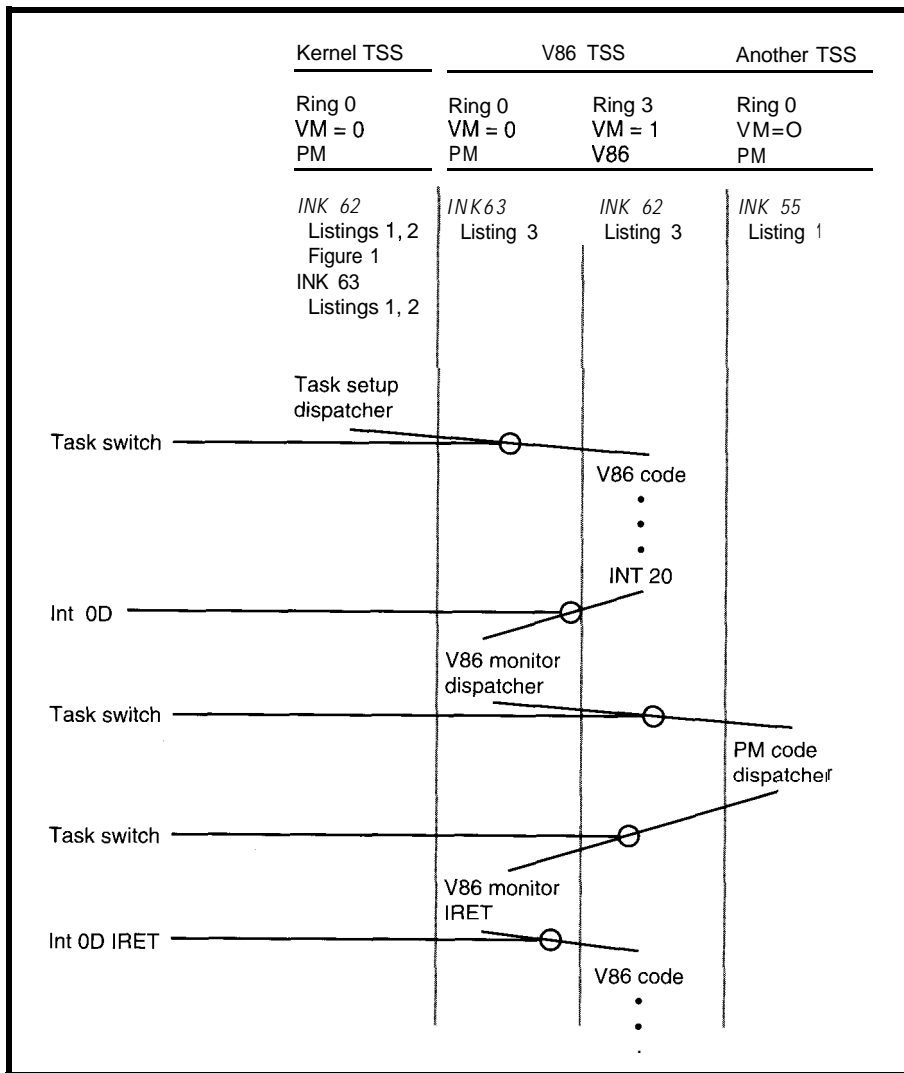 Kernel TSS V86 TSS Another TSS
Ring 0 Ring 0 Ring 3 Ring 0
VM = 0 VM = 0 VM = 1 VM=O
PM PM V86 PM
INK 62 INK63 INK 62 INK 55
Listings 1, 2 Listing 3 Listing 3 Listing 1
Figure 1
INK 63
Listings 1, 2
Task setup
dispatcher
Task switch
V86 code
INT 20
Int 0D
V86 monitor
dispatcher
Task switch
PM code
dispatcher
Task switch
V86 monitor
IRET
Int 0D IRET
V86 code